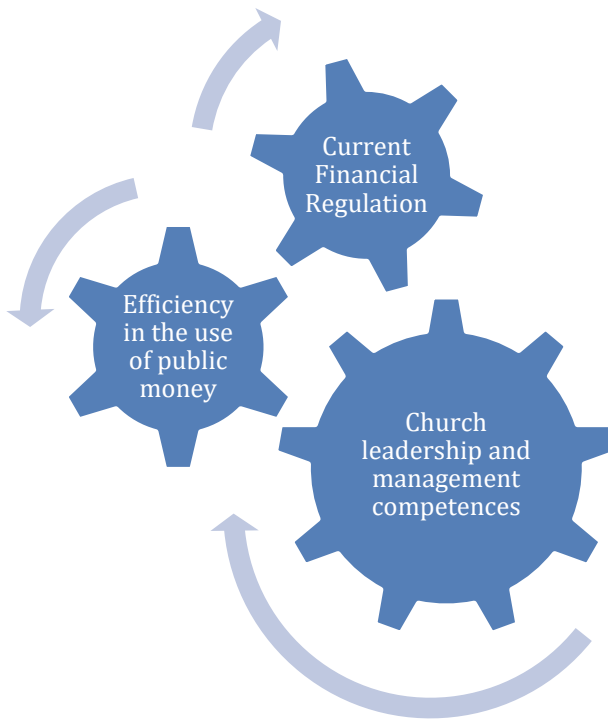 Current
Financial
Regulation
Efficiency
in the use
of public
money
Church
leadership and
management
competences